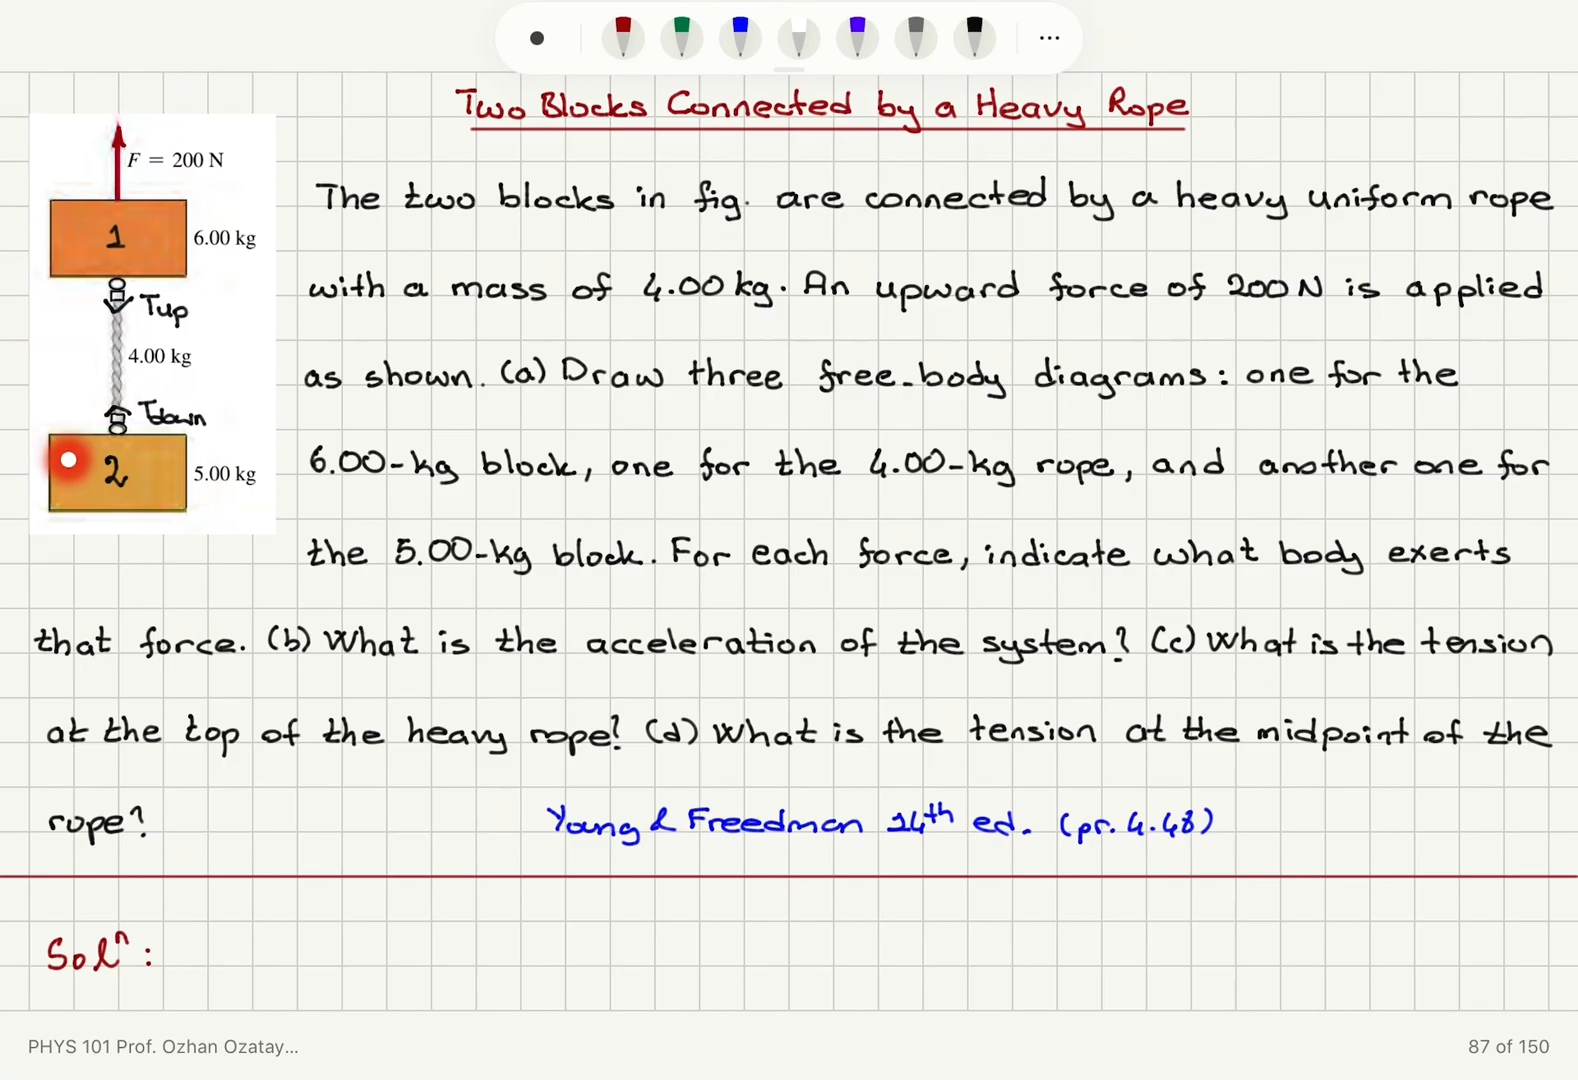 Two Blocks Connected by a Heavy Rope
F = 200 N
1
6.00 kg
Tup
4.00 kg
Tdown
2
5.00 kg
The two blocks in fig. are connected by a heavy uniform rope
with a mass of 4.00 kg. An upward force of 200 N is applied
as shown. (a) Draw three free-body diagrams: one for the
6.00-kg block, one for the 4.00-kg rope, and another one for
the 5.00-kg block. For each force, indicate what body exerts
that force. (b) What is the acceleration of the system? (c) What is the tension
at the top of the heavy rope? (d) What is the tension at the midpoint of the
rope?
Young & Freedman 14th ed. (pr. 4.48)
Solⁿ:
PHYS 101 Prof. Ozhan Ozatay...
87 of 150